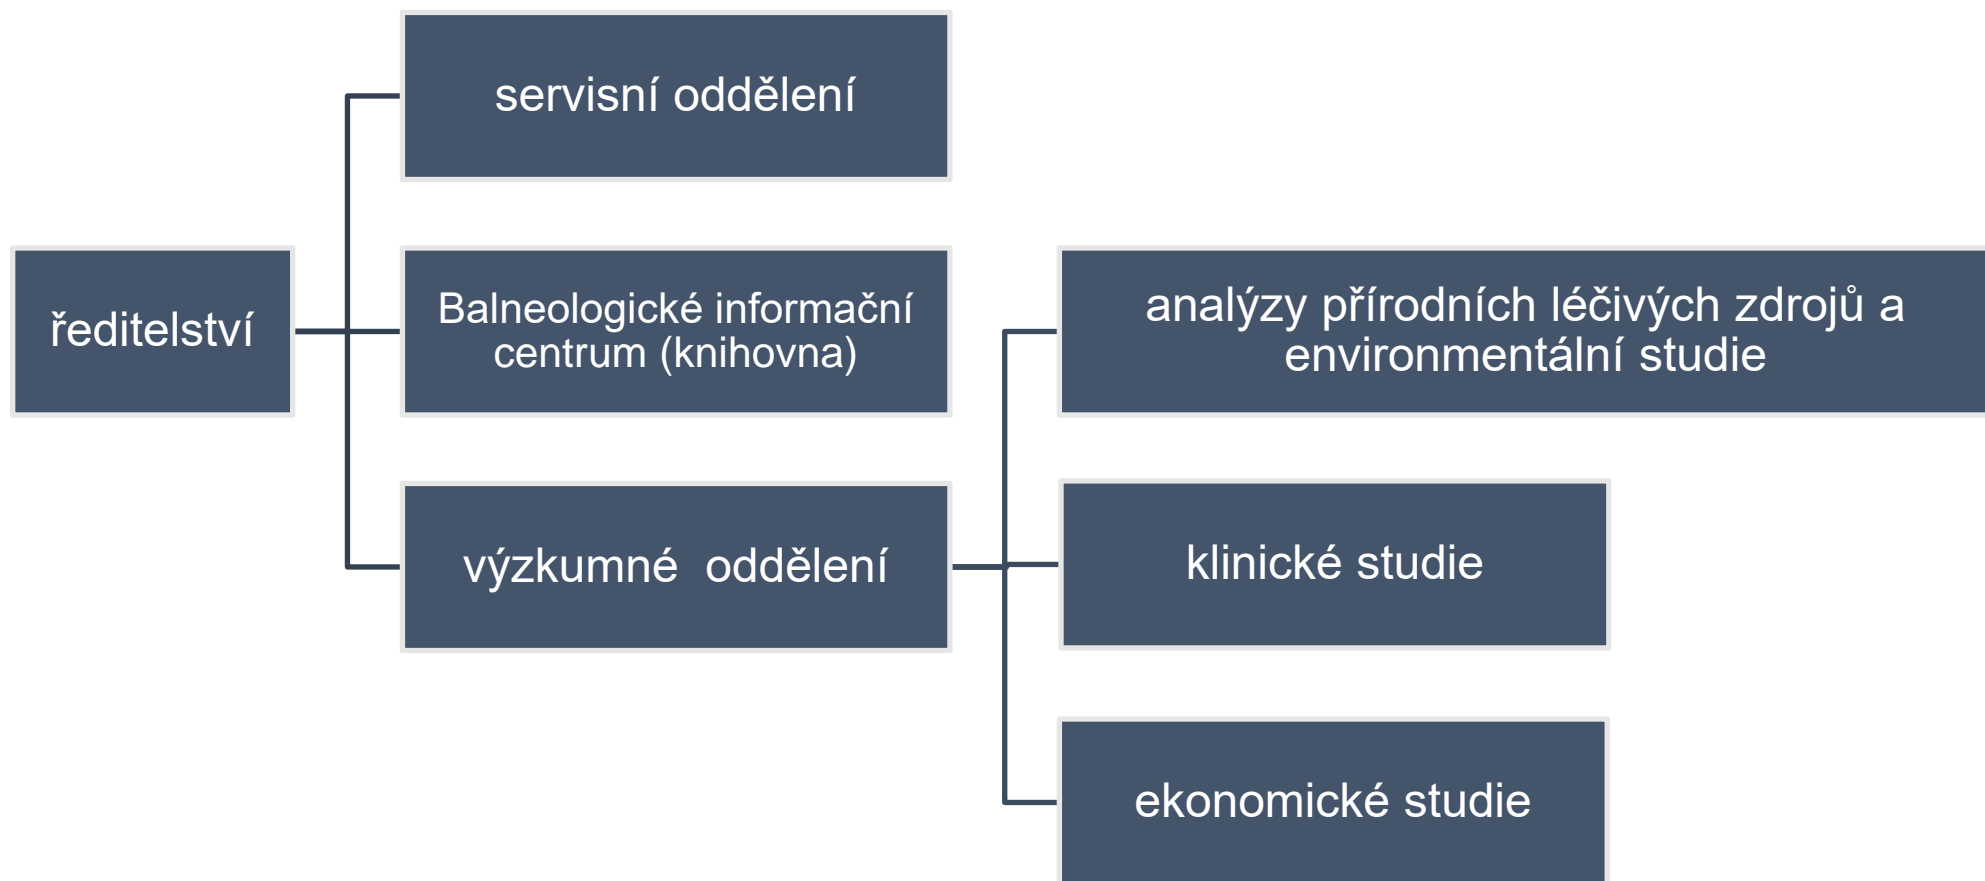 servisní oddělení
ředitelství
Balneologické informační
centrum (knihovna)
analýzy přírodních léčivých zdrojů a
environmentální studie
výzkumné  oddělení
klinické studie
ekonomické studie